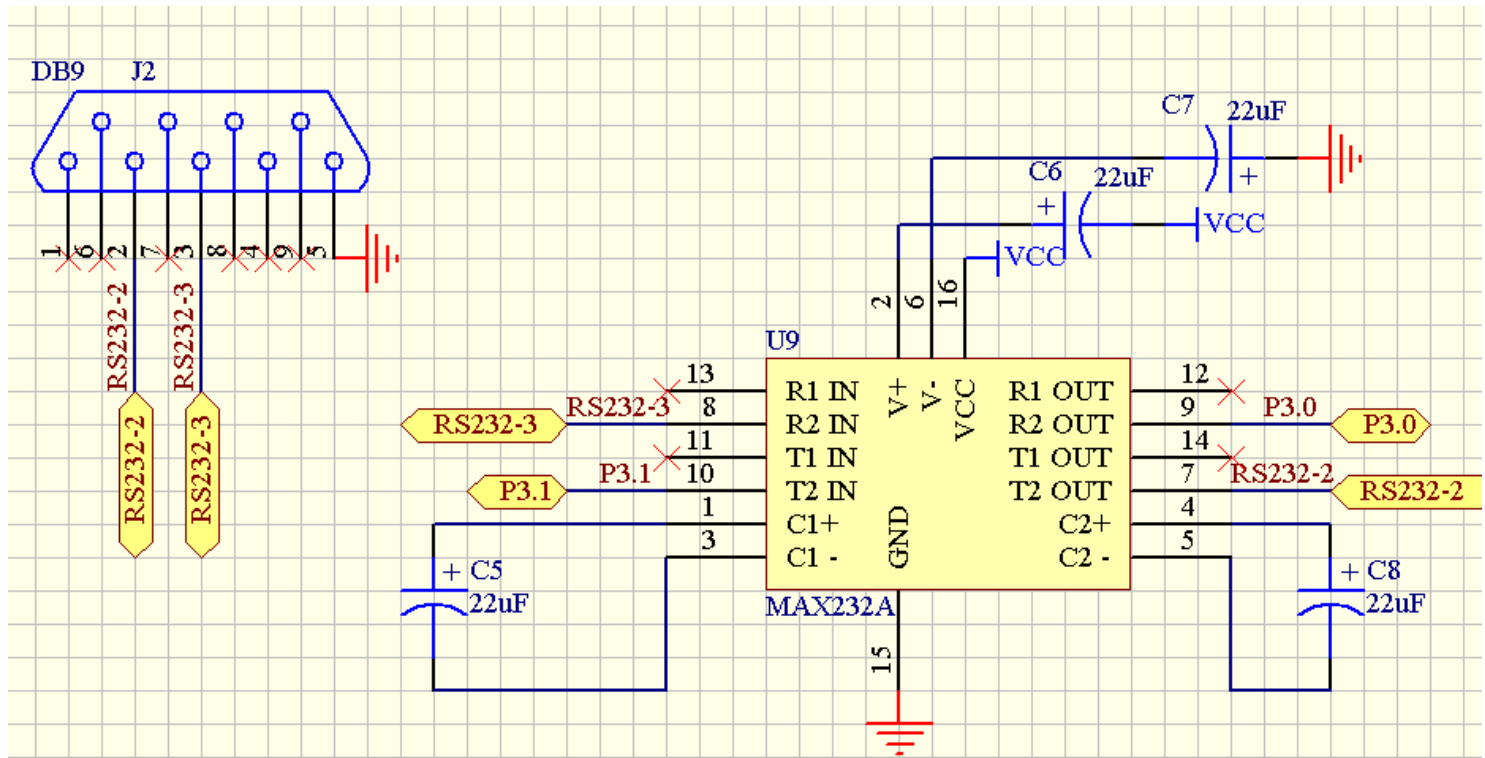 DB9 J2
1 6 2 7 3 8 4 9 5
RS232-2
RS232-3
RS232-2
RS232-3
C7 22uF
+
C6 22uF
+
VCC
VCC
2 6 16
U9
13 R1 IN V+ V- VCC R1 OUT 12
RS232-3 RS232-3 8 R2 IN R2 OUT 9 P3.0 P3.0
11 T1 IN T1 OUT 14
P3.1 P3.1 10 T2 IN T2 OUT 7 RS232-2 RS232-2
1 C1+ GND C2+ 4
3 C1 - C2 - 5
+ C5
22uF
+ C8
22uF
MAX232A
15